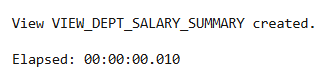 View VIEW_DEPT_SALARY_SUMMARY created.
Elapsed: 00:00:00.010